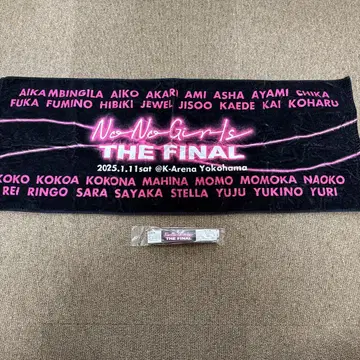 AIKA MBINGILA AIKO AKARI AMI ASHA AYAMI CHIKA
FUKA FUMINO HIBIKI JEWEL JISOO KAEDE KAI KOHARU
No No Girls
THE FINAL
2025.1.11sat @K-Arena Yokohama
KOKO KOKOA KOKONA MAHINA MOMO MOMOKA NAOKO
REI RINGO SARA SAYAKA STELLA YUJU YUKINO YURI
THE FINAL